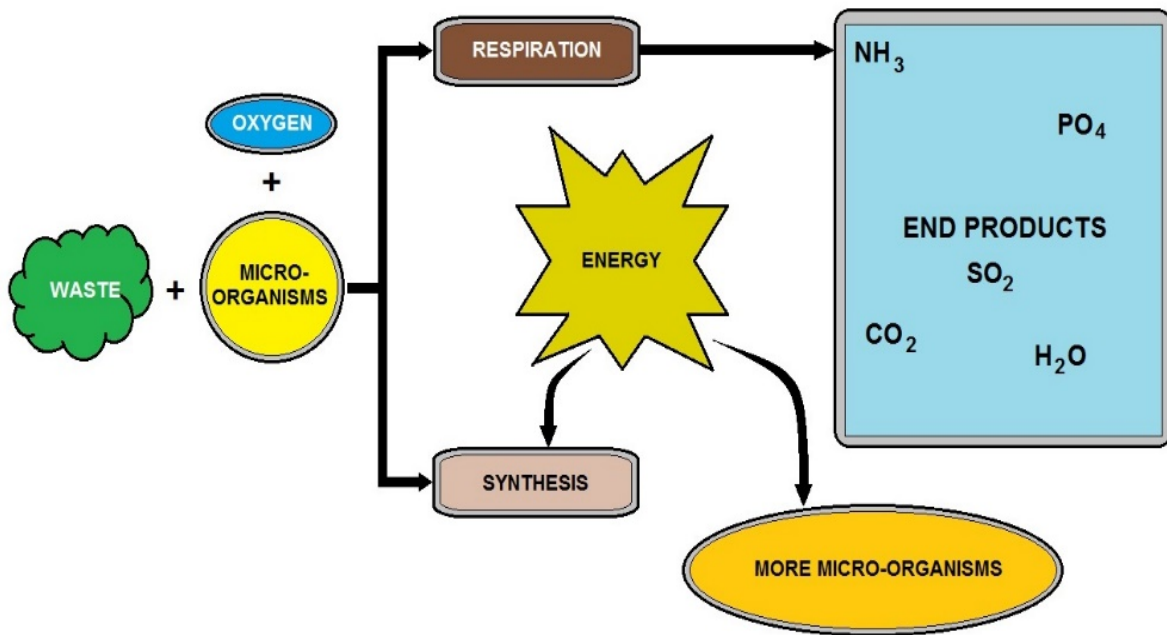 RESPIRATION
NH₃
OXYGEN
PO₄
+
END PRODUCTS
WASTE
+
MICRO-
ORGANISMS
ENERGY
SO₂
CO₂
H₂O
SYNTHESIS
MORE MICRO-ORGANISMS